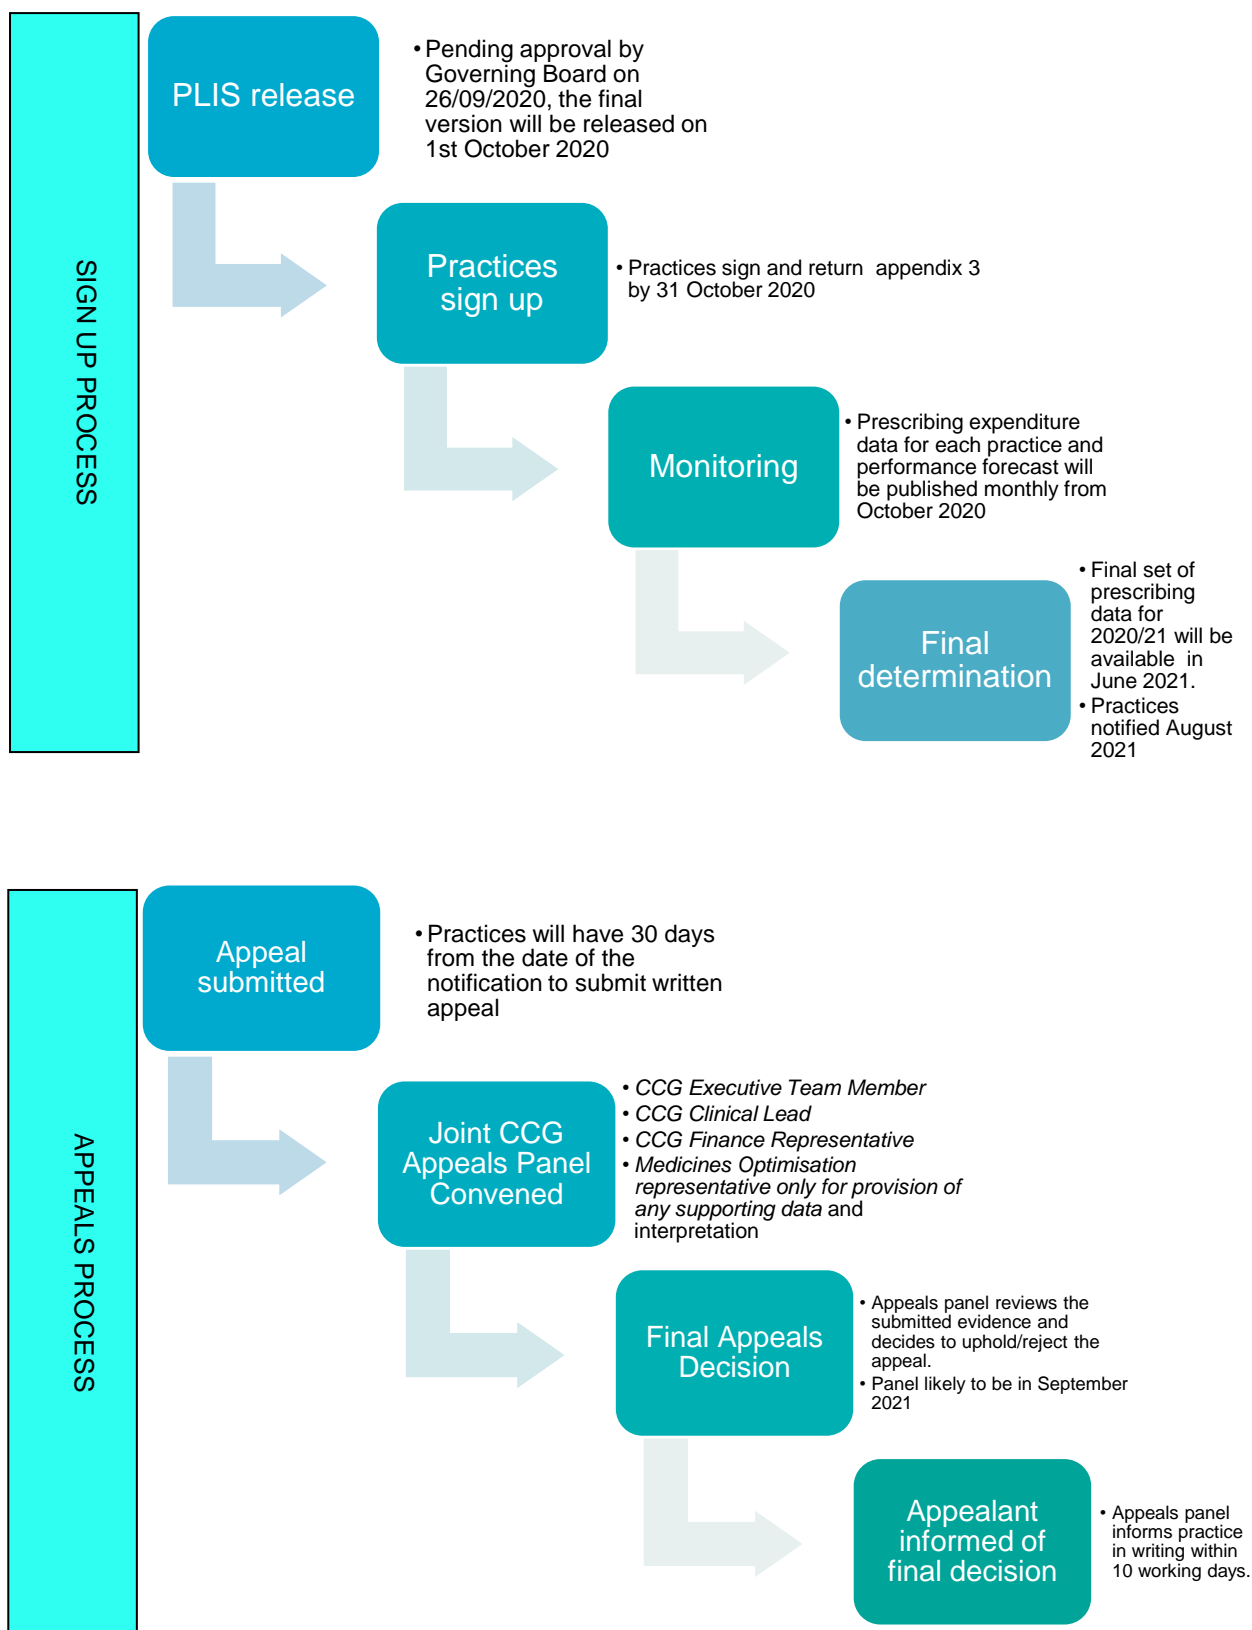 SIGN UP PROCESS
PLIS release
• Pending approval by
Governing Board on
26/09/2020, the final
version will be released on
1st October 2020
Practices
sign up
• Practices sign and return appendix 3
by 31 October 2020
Monitoring
• Prescribing expenditure
data for each practice and
performance forecast will
be published monthly from
October 2020
Final
determination
• Final set of
prescribing
data for
2020/21 will be
available in
June 2021.
• Practices
notified August
2021
APPEALS PROCESS
Appeal
submitted
• Practices will have 30 days
from the date of the
notification to submit written
appeal
Joint CCG
Appeals Panel
Convened
• CCG Executive Team Member
• CCG Clinical Lead
• CCG Finance Representative
• Medicines Optimisation
representative only for provision of
any supporting data and
interpretation
Final Appeals
Decision
• Appeals panel reviews the
submitted evidence and
decides to uphold/reject the
appeal.
• Panel likely to be in September
2021
Appealant
informed of
final decision
• Appeals panel
informs practice
in writing within
10 working days.